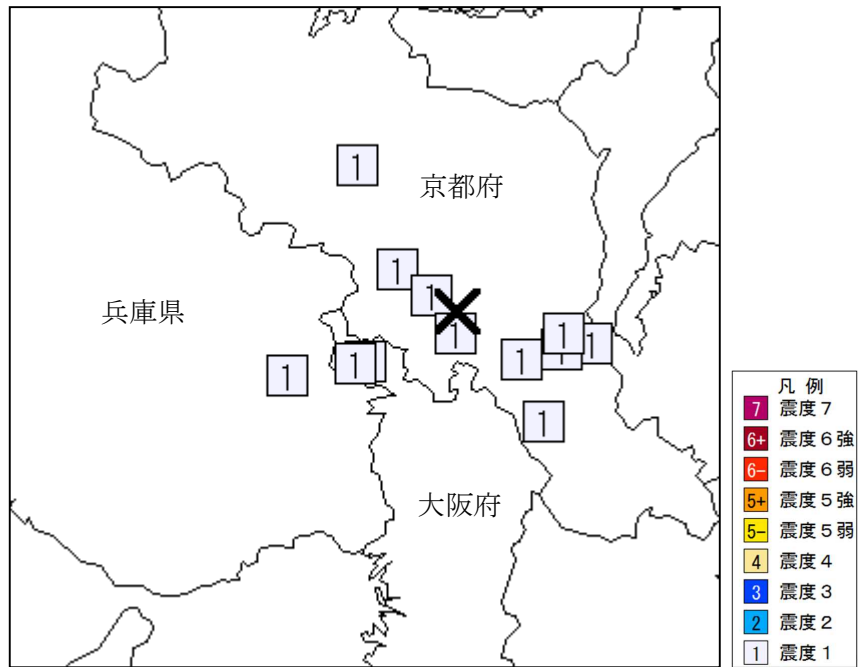 1
京都府
1
1
兵庫県
1
1
1
1
1
1
1
1
1
大阪府
凡 例
7 震度７
6+ 震度６強
6- 震度６弱
5+ 震度５強
5- 震度５弱
4 震度４
3 震度３
2 震度２
1 震度１